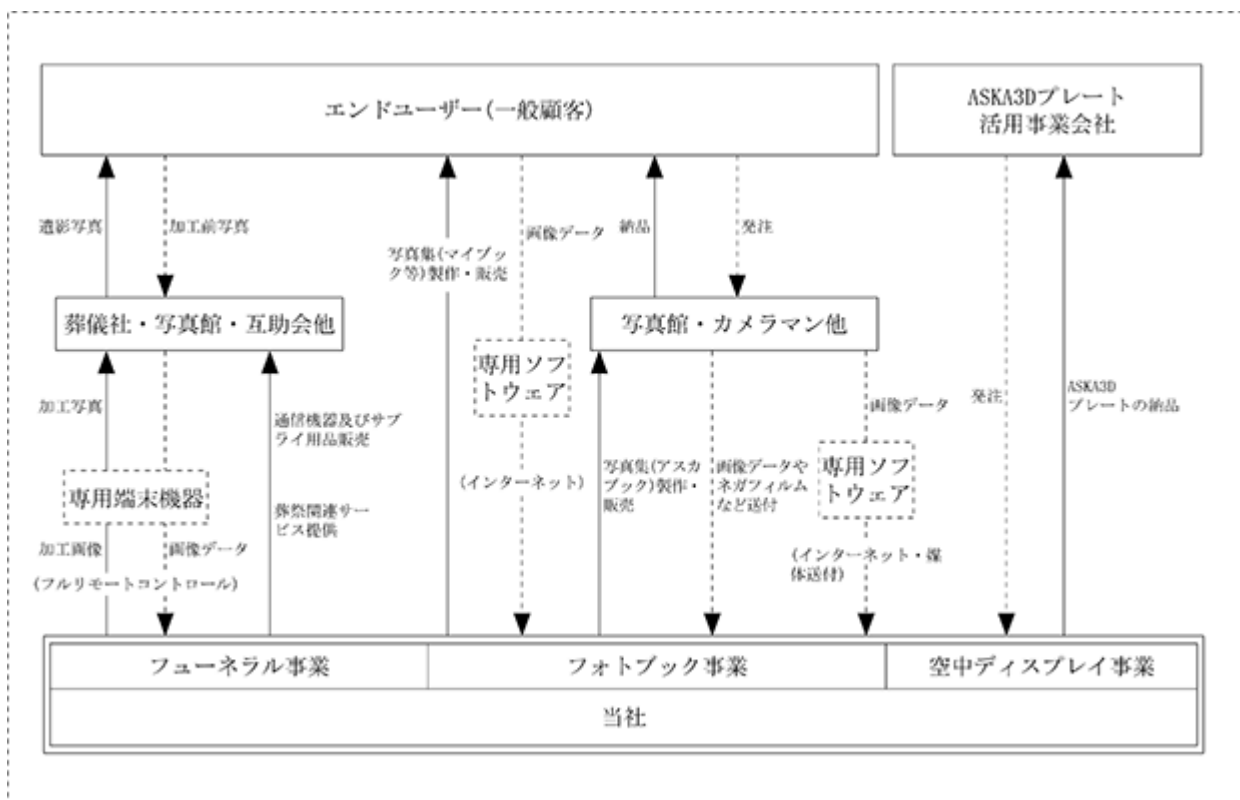 エンドユーザー(一般顧客)
ASKA3Dプレート
活用事業会社
遺影写真
加工前写真
写真集(マイブッ
ク等)製作・販売
画像データ
納品
発注
葬儀社・写真館・互助会他
写真館・カメラマン他
加工写真
通信機器及びサプ
ライ用品販売
専用ソフ
トウェア
画像データ
発注
ASKA3D
プレートの納品
専用端末機器
葬祭関連サー
ビス提供
(インターネット)
写真集(アスカ
ブック)製作・
販売
画像データや
ネガフィルム
など送付
専用ソフ
トウェア
加工画像
画像データ
(フルリモートコントロール)
(インターネット・媒
体送付)
フューネラル事業
フォトブック事業
空中ディスプレイ事業
当社